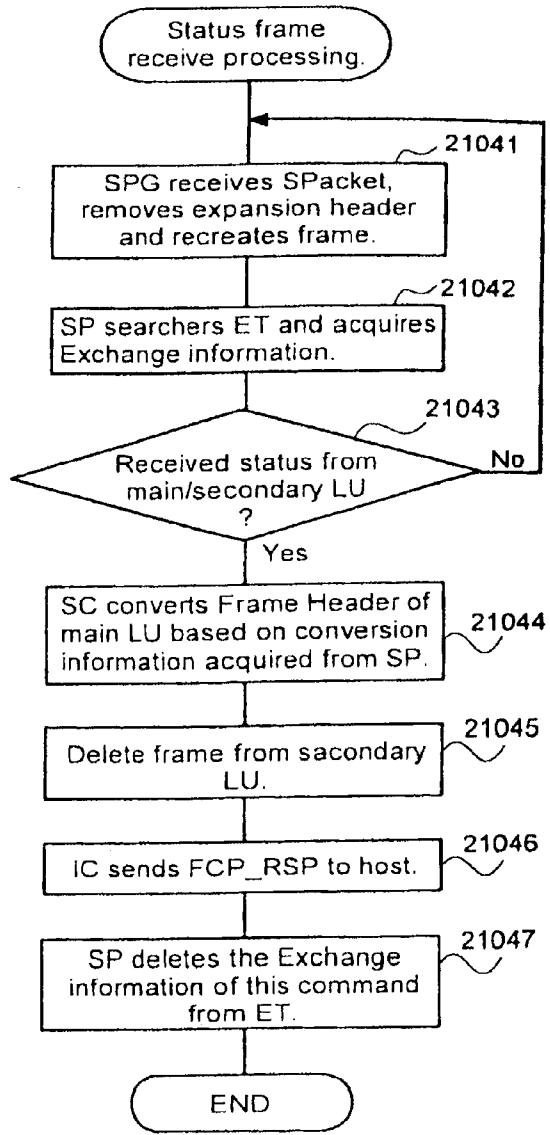 Status frame
receive processing.
21041
SPG receives SPacket,
removes expansion header
and recreates frame.
21042
SP searchers ET and acquires
Exchange information.
21043
Received status from
main/secondary LU
?
No
Yes
SC converts Frame Header of
main LU based on conversion
information acquired from SP.
21044
Delete frame from sacondary
LU.
21045
IC sends FCP_RSP to host.
21046
SP deletes the Exchange
information of this command
from ET.
21047
END